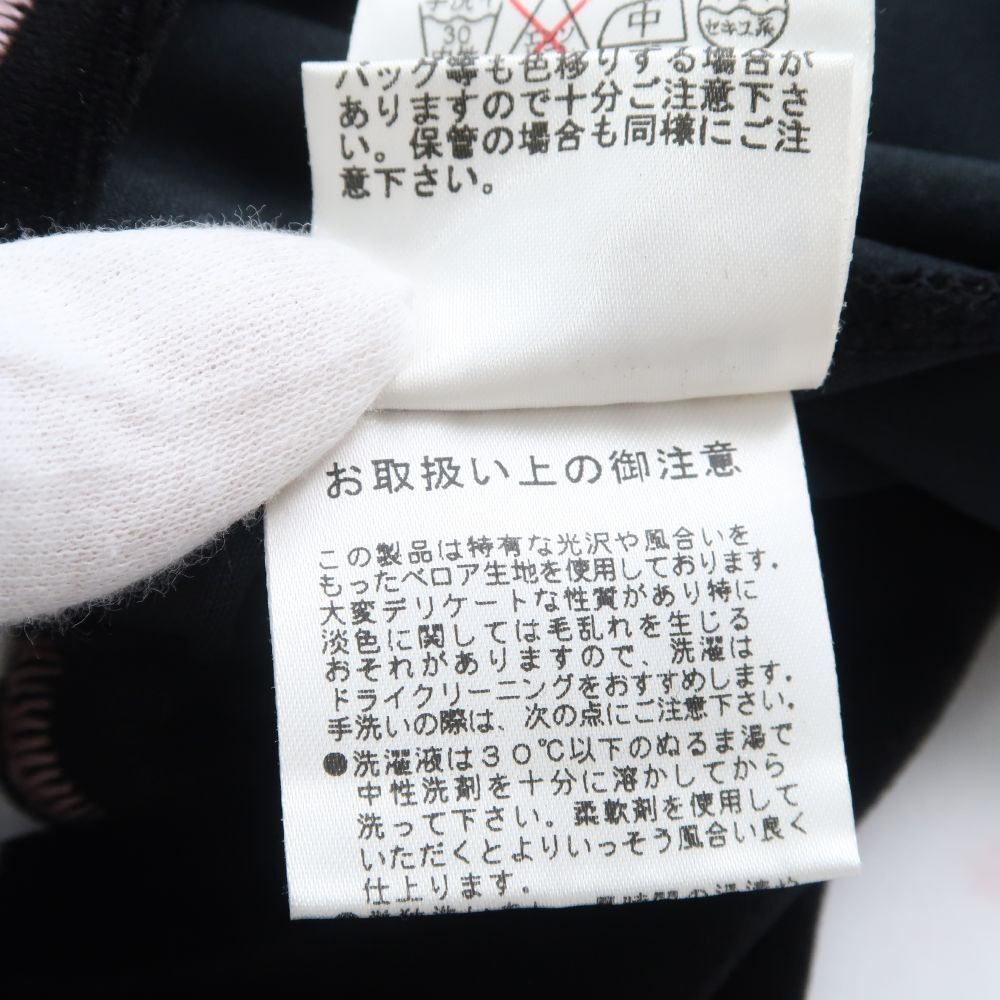 30
中
セキユ系
バッグ等も色移りする場合が
ありますので十分ご注意下さ
い。保管の場合も同様にご注
意下さい。
お取扱い上の御注意
この製品は特有な光沢や風合いを
もったベロア生地を使用しております.
大変デリケートな性質があり特に
淡色に関しては毛乱れを生じる
おそれがありますので、洗濯は
ドライクリーニングをおすすめします.
手洗いの際は、次の点にご注意下さい.
●洗濯液は30℃以下のぬるま湯で
中性洗剤を十分に溶かしてから
洗って下さい.柔軟剤を使用して
いただくとよりいっそう風合い良く
仕上ります.